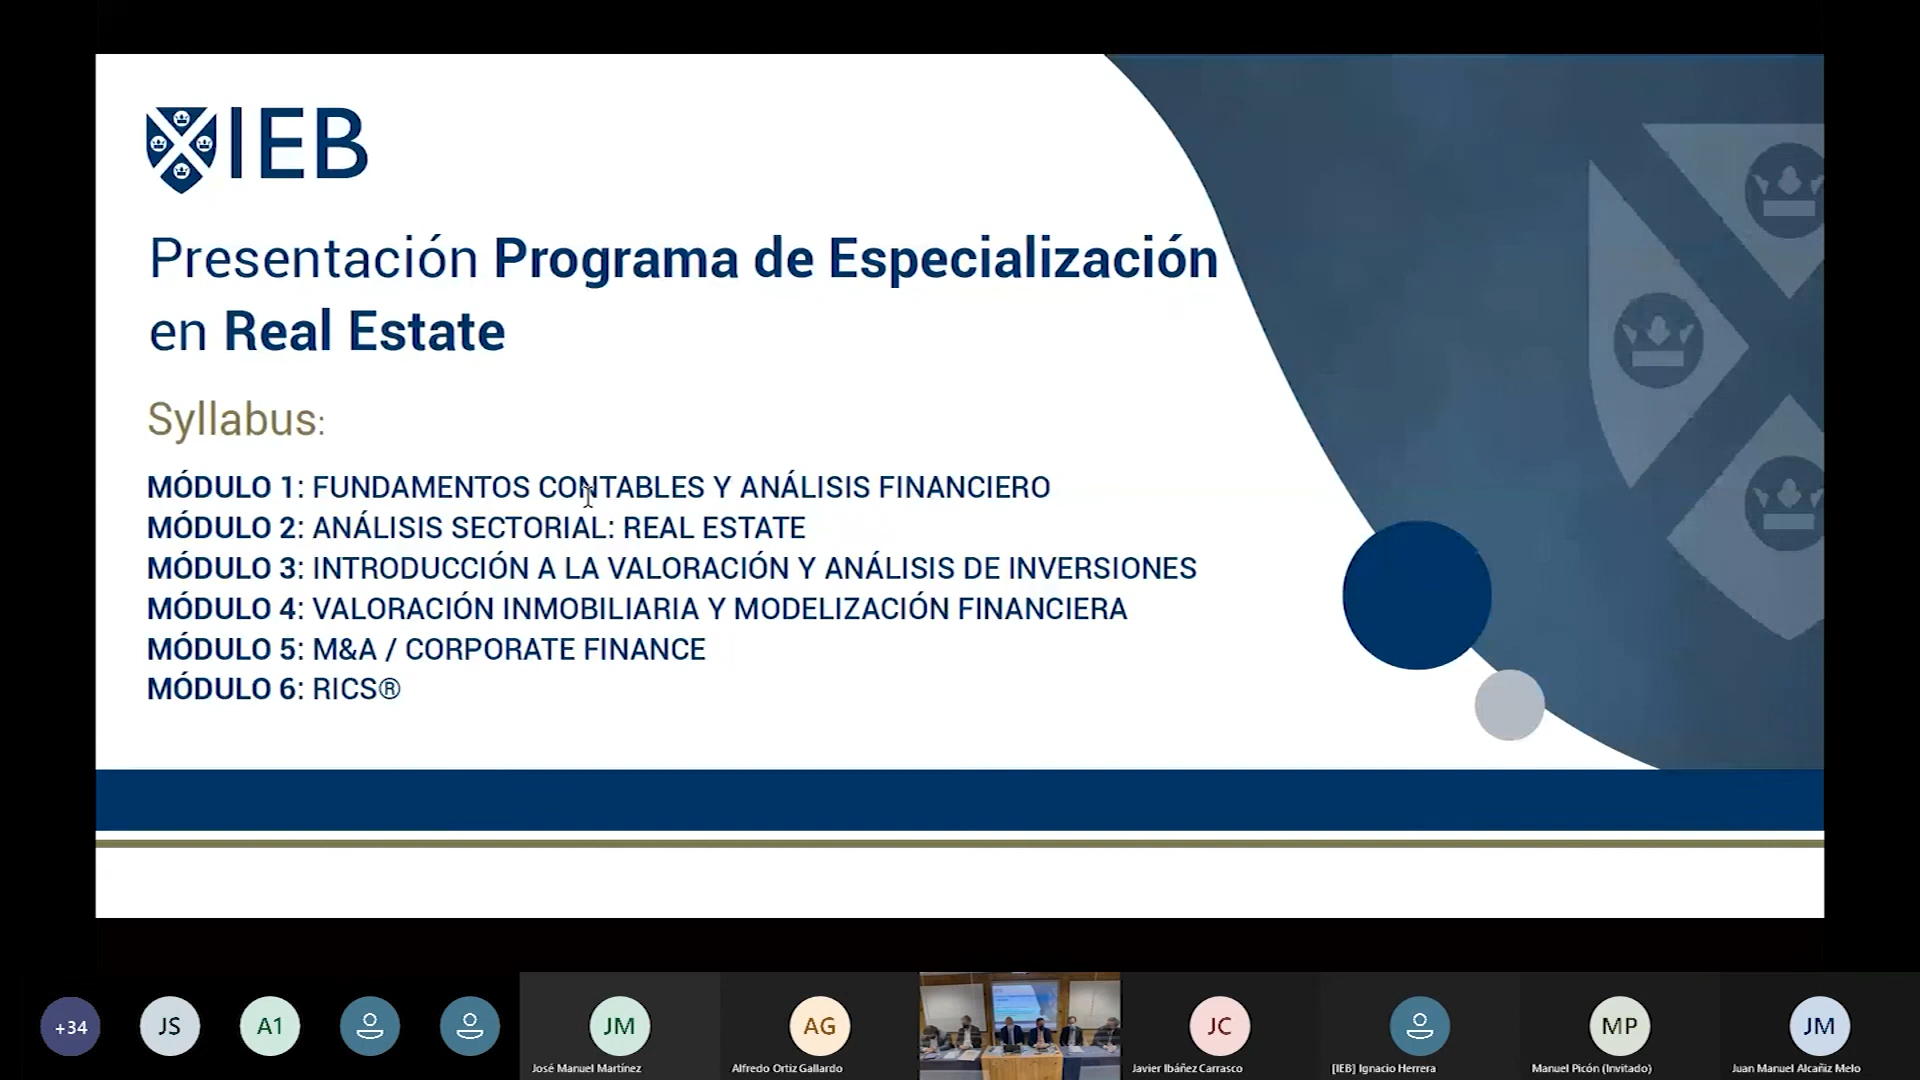 IEB
Presentación Programa de Especialización
en Real Estate
Syllabus:
MÓDULO 1: FUNDAMENTOS CONTABLES Y ANÁLISIS FINANCIERO
MÓDULO 2: ANÁLISIS SECTORIAL: REAL ESTATE
MÓDULO 3: INTRODUCCIÓN A LA VALORACIÓN Y ANÁLISIS DE INVERSIONES
MÓDULO 4: VALORACIÓN INMOBILIARIA Y MODELIZACIÓN FINANCIERA
MÓDULO 5: M&A / CORPORATE FINANCE
MÓDULO 6: RICS®
+34
JS
A1
JM
AG
JC
MP
JM
José Manuel Martínez
Alfredo Ortiz Gallardo
Javier Ibáñez Carrasco
[IEB] Ignacio Herrera
Manuel Picón (Invitado)
Juan Manuel Alcañiz Melo